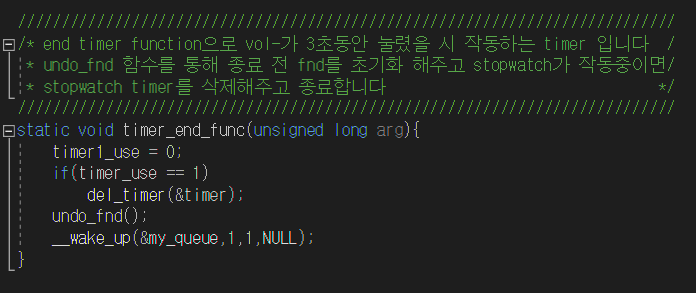 ///////////////////////////////////////////////////////////////////////////
/* end timer function으로 vol-가 3초동안 눌렸을 시 작동하는 timer 입니다  /
* undo_fnd 함수를 통해 종료 전 fnd를 초기화 해주고 stopwatch가 작동중이면/
* stopwatch timer를 삭제해주고 종료합니다                               */
///////////////////////////////////////////////////////////////////////////
static void timer_end_func(unsigned long arg){
    timer1_use = 0;
    if(timer_use == 1)
        del_timer(&timer);
    undo_fnd();
    __wake_up(&my_queue,1,1,NULL);
}